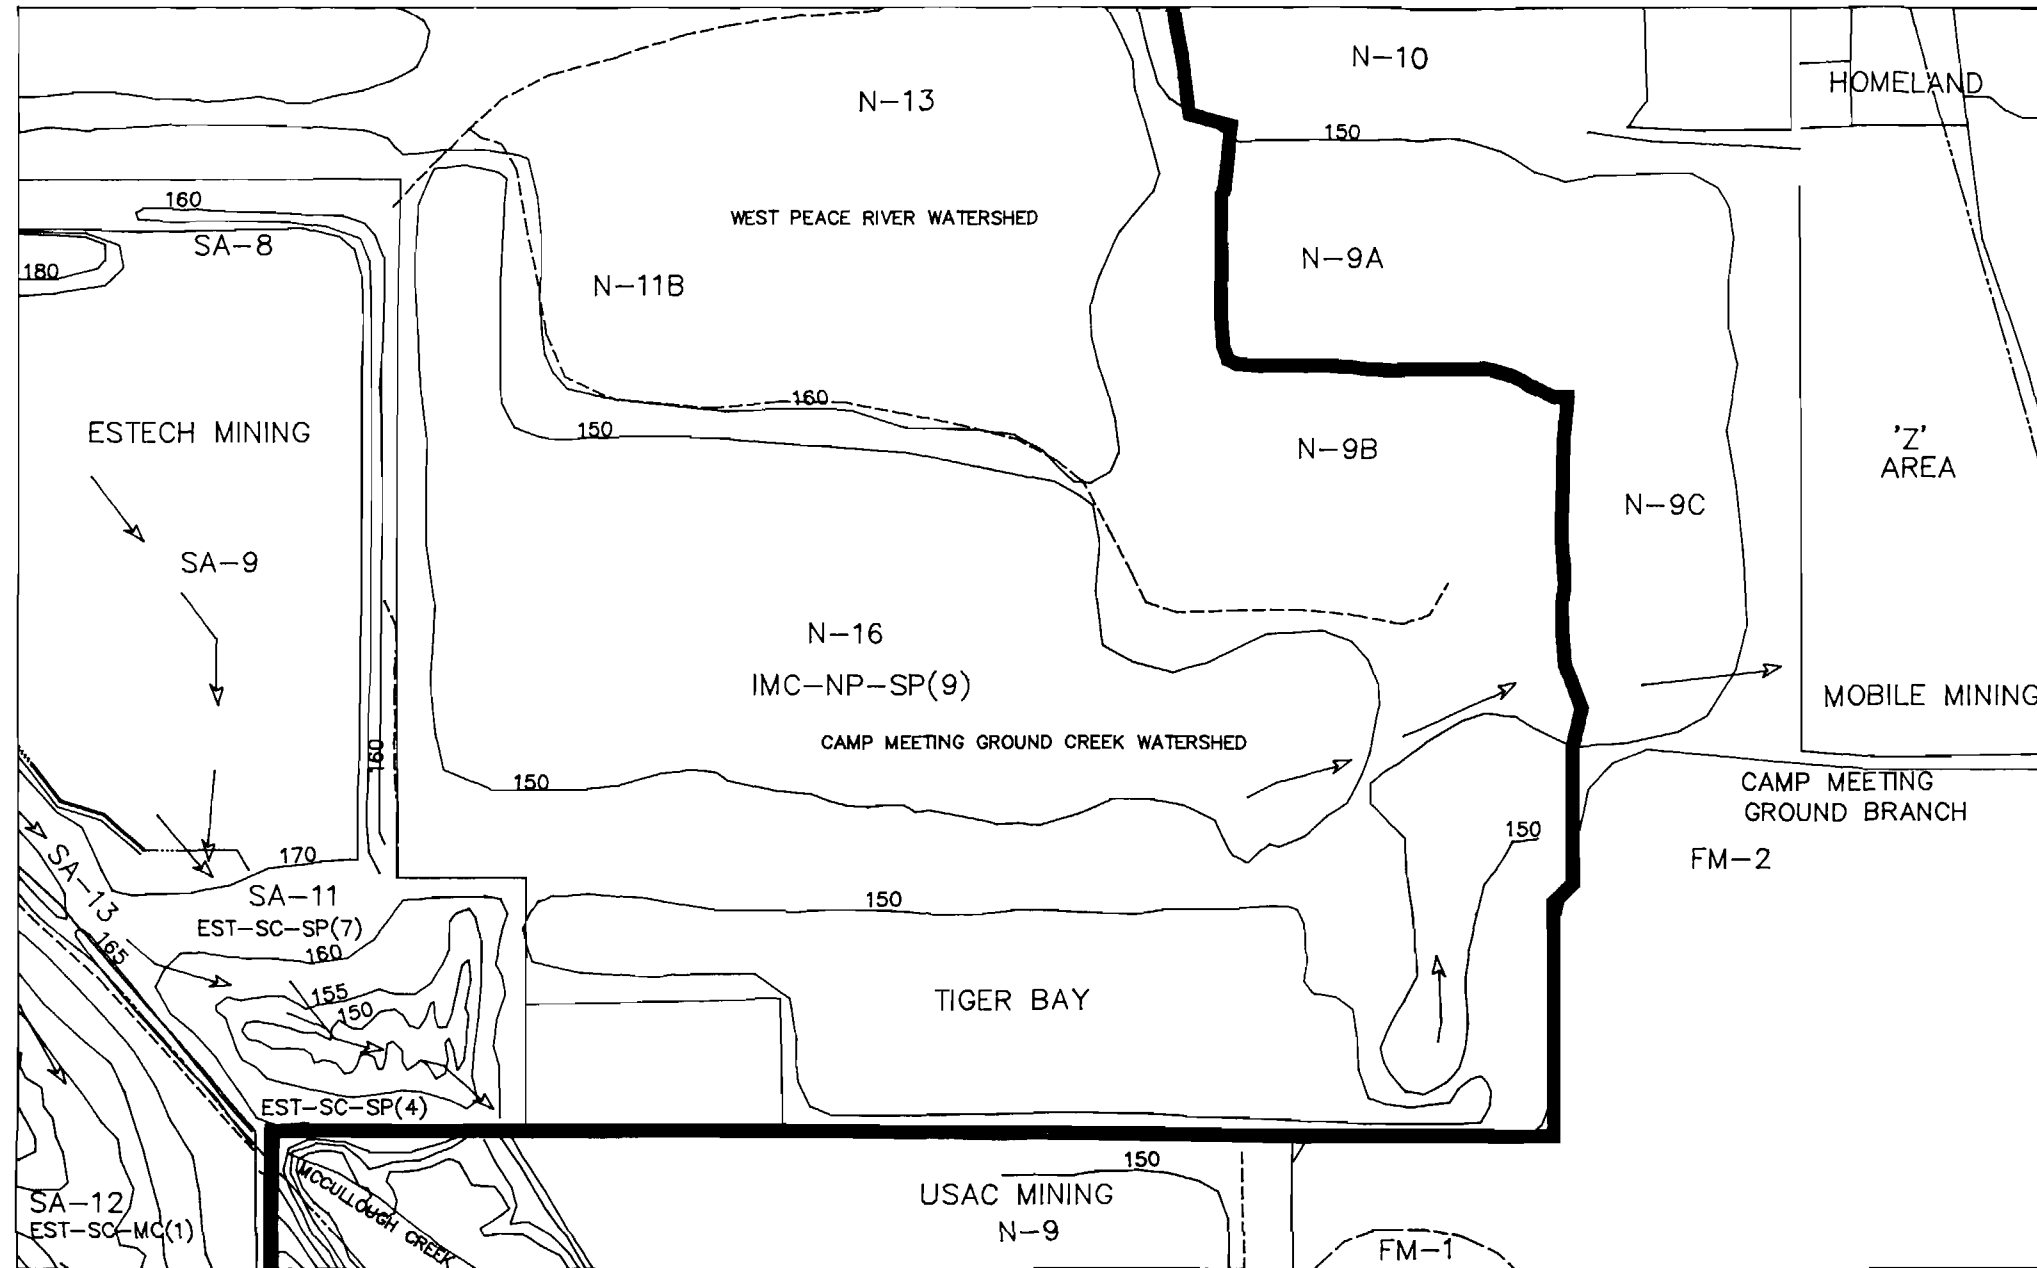 N-10
HOMELAND
N-13
150
160
WEST PEACE RIVER WATERSHED
SA-8
N-9A
180
N-11B
160
ESTECH MINING
150
N-9B
'Z'
AREA
N-9C
SA-9
N-16
IMC-NP-SP(9)
MOBILE MINING
CAMP MEETING GROUND CREEK WATERSHED
160
150
CAMP MEETING
GROUND BRANCH
150
170
FM-2
SA-13
SA-11
150
EST-SC-SP(7)
165
160
155
150
TIGER BAY
EST-SC-SP(4)
150
MCCULLOUGH CREEK
USAC MINING
N-9
SA-12
EST-SC-MC(1)
FM-1